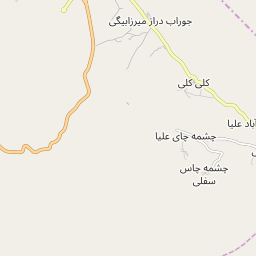 جوراب دراز میرزابیگی
کلی کلی
آباد علیا
چشمه چای علیا
چشمه چاس
سفلی